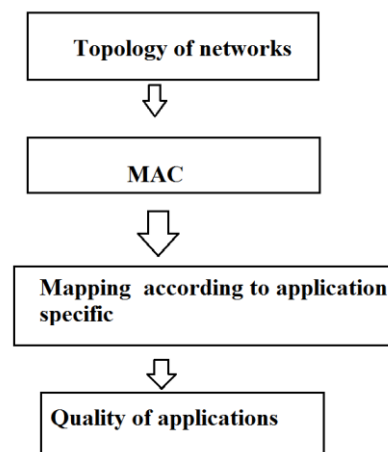 Topology of networks
MAC
Mapping according to application
specific
Quality of applications